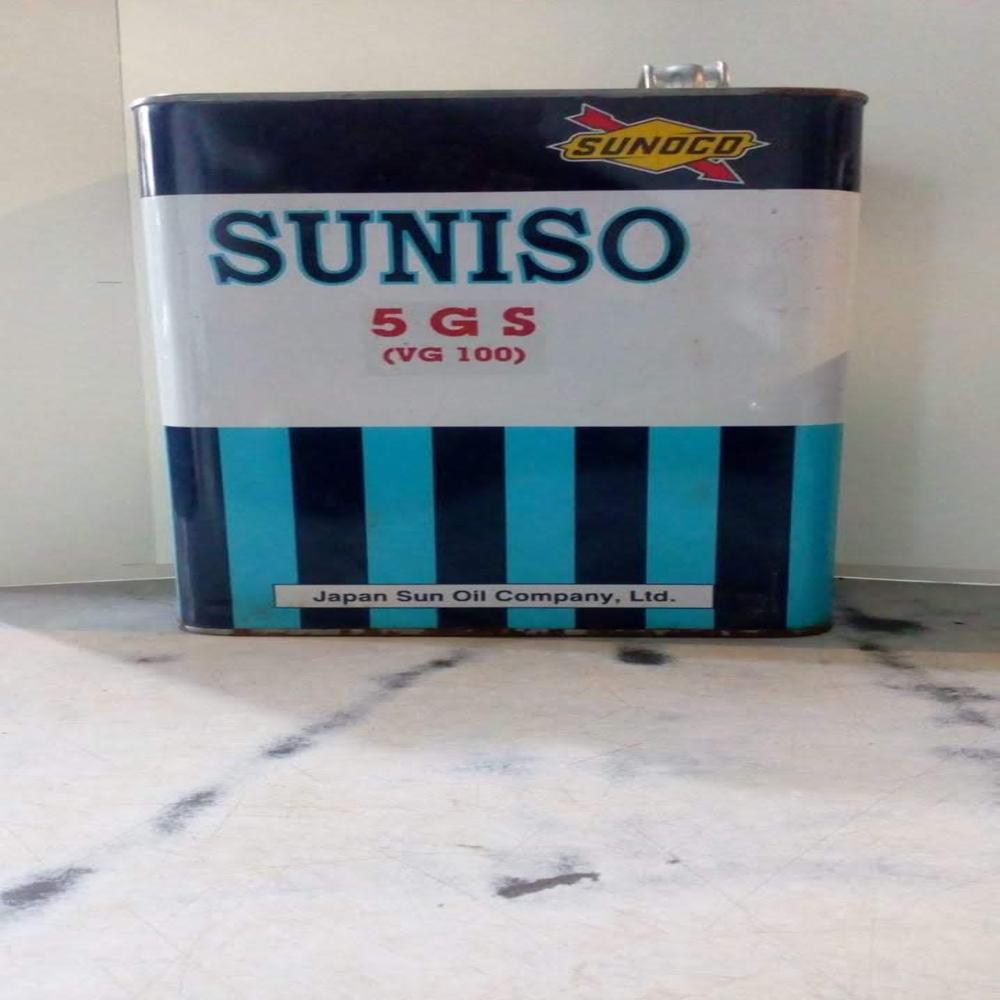 SUNOCO
SUNISO
5 G S
(VG 100)
Japan Sun Oil Company, Ltd.